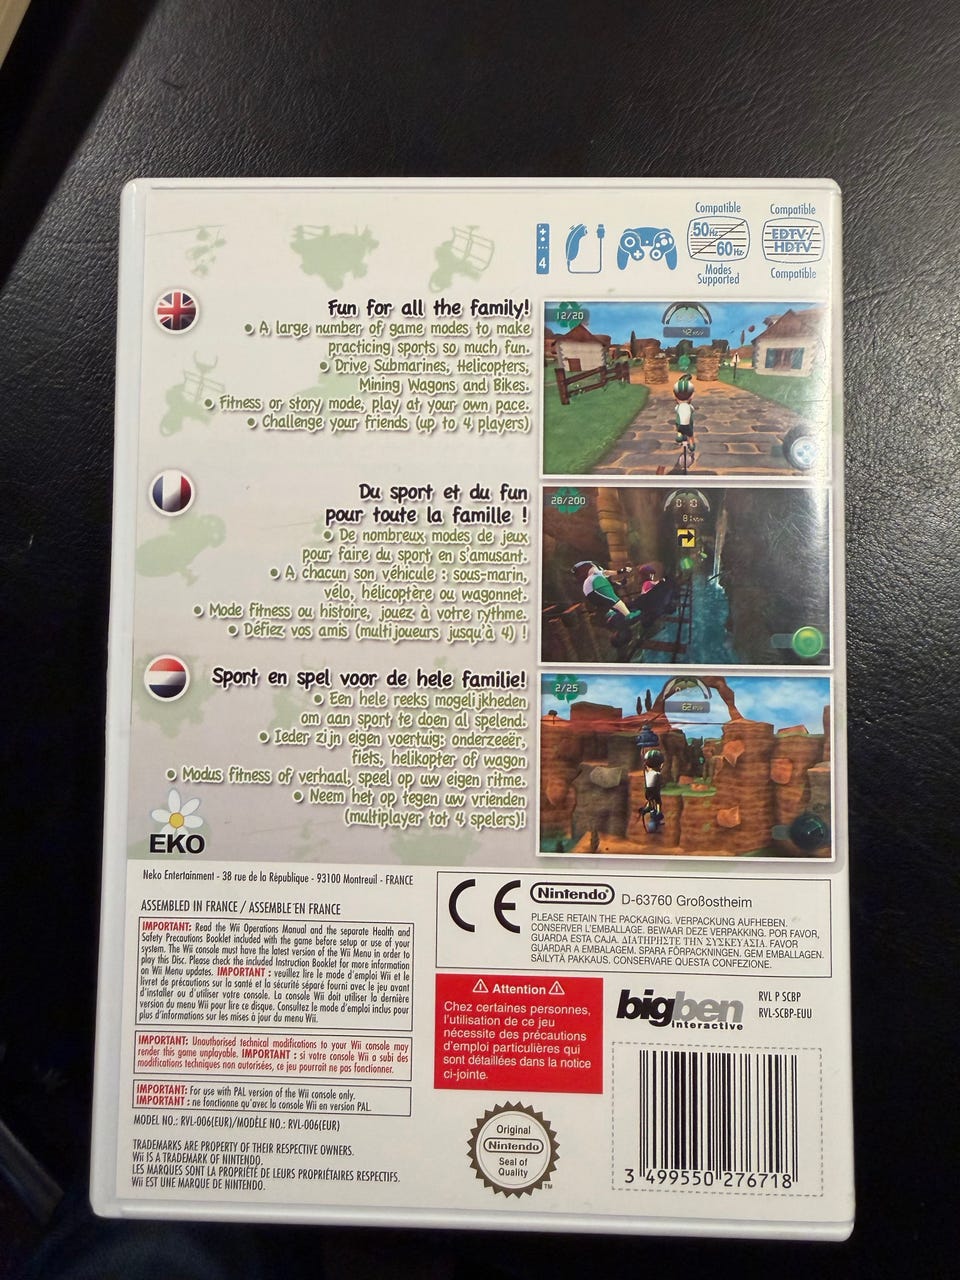 Compatible
50Hz
60Hz
Modes
Supported
Compatible
EDTV/
HDTV
Compatible
4
Fun for all the family!
• A large number of game modes to make
practicing sports so much fun.
• Drive Submarines, Helicopters,
Mining Wagons and Bikes.
• Fitness or story mode, play at your own pace.
• Challenge your friends (up to 4 players)
12/20
Du sport et du fun
pour toute la famille !
• De nombreux modes de jeux
pour faire du sport en s'amusant.
• A chacun son véhicule : sous-marin,
vélo, hélicoptère ou wagonnet.
• Mode fitness ou histoire, jouez à votre rythme.
• Défiez vos amis (multijoueurs jusqu'à 4) !
26/200
Sport en spel voor de hele familie!
• Een hele reeks mogelijkheden
om aan sport te doen al spelend.
• Ieder zijn eigen voertuig: onderzeeër,
fiets, helikopter of wagon
• Modus fitness of verhaal, speel op uw eigen ritme.
• Neem het op tegen uw vrienden
(multiplayer tot 4 spelers)!
2/25
EKO
Neko Entertainment - 38 rue de la République - 93100 Montreuil - FRANCE
ASSEMBLED IN FRANCE / ASSEMBLE EN FRANCE
IMPORTANT: Read the Wii Operations Manual and the separate Health and
Safety Precautions Booklet included with the game before setup or use of your
system. The Wii console must have the latest version of the Wii Menu in order to
play this Disc. Please check the included Instruction Booklet for more information
on Wii Menu updates. IMPORTANT : veuillez lire le mode d'emploi Wii et le
livret de précautions sur la santé et la sécurité séparé fourni avec le jeu avant
d'installer ou d'utiliser votre console. La console Wii doit utiliser la dernière
version du menu Wii pour lire ce disque. Consultez le mode d'emploi inclus pour
plus d'informations sur les mises à jour du menu Wii.
IMPORTANT: Unauthorised technical modifications to your Wii console may
render this game unplayable. IMPORTANT : si votre console Wii a subi des
modifications techniques non autorisées, ce jeu pourrait ne pas fonctionner.
IMPORTANT: For use with PAL version of the Wii console only.
IMPORTANT : ne fonctionne qu'avec la console Wii en version PAL.
MODEL NO.: RVL-006(EUR)/MODÈLE NO.: RVL-006(EUR)
TRADEMARKS ARE PROPERTY OF THEIR RESPECTIVE OWNERS.
Wii IS A TRADEMARK OF NINTENDO.
LES MARQUES SONT LA PROPRIÉTÉ DE LEURS PROPRIÉTAIRES RESPECTIFS.
Wii EST UNE MARQUE DE NINTENDO.
CE
Nintendo
D-63760 Großostheim
PLEASE RETAIN THE PACKAGING. VERPACKUNG AUFHEBEN.
CONSERVER L'EMBALLAGE. BEWAAR DEZE VERPAKKING. POR FAVOR,
GUARDA ESTA CAJA. ΔΙΑΤΗΡΗΣΤΕ ΤΗΝ ΣΥΣΚΕΥΑΣΙΑ. FAVOR
GUARDAR A EMBALAGEM. SPARA FÖRPACKNINGEN. GEM EMBALLAGEN.
SÄILYTÄ PAKKAUS. CONSERVARE QUESTA CONFEZIONE.
Attention
Chez certaines personnes,
l'utilisation de ce jeu
nécessite des précautions
d'emploi particulières qui
sont détaillées dans la notice
ci-jointe.
bigben
interactive
RVL P SCBP
RVL-SCBP-EUU
Original
Nintendo
Seal of
Quality
TM
3 499550 276718